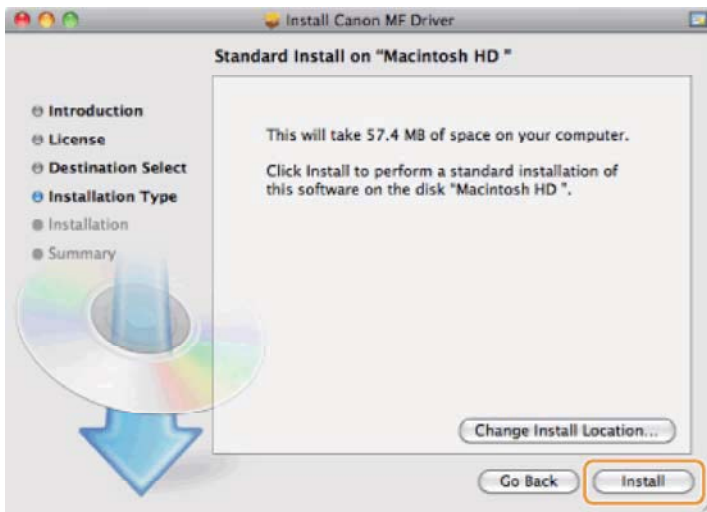 Install Canon MF Driver
Standard Install on "Macintosh HD "
Introduction
License
Destination Select
Installation Type
Installation
Summary
This will take 57.4 MB of space on your computer.
Click Install to perform a standard installation of
this software on the disk "Macintosh HD ".
Change Install Location...
Go Back
Install